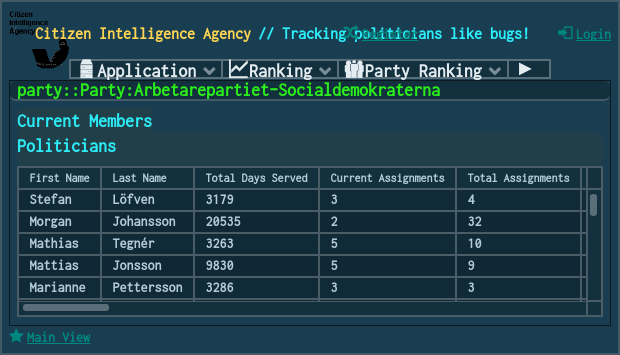 Citizen
Intelligence
Agency
Citizen Intelligence Agency // Tracking politicians like bugs!
Login
Application
Ranking
Party Ranking
party::Party:Arbetarepartiet-Socialdemokraterna
Current Members
Politicians
First Name Last Name Total Days Served Current Assignments Total Assignments
Stefan Löfven 3179 3 4
Morgan Johansson 20535 2 32
Mathias Tegnér 3263 5 10
Mattias Jonsson 9830 5 9
Marianne Pettersson 3286 3 3
Main View